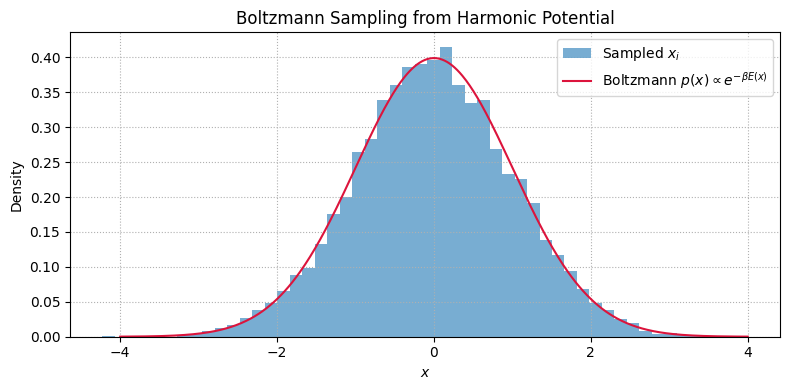 Boltzmann Sampling from Harmonic Potential
Sampled xᵢ
Boltzmann p(x) ∝ e^{−βE(x)}
Density
0.40
0.35
0.30
0.25
0.20
0.15
0.10
0.05
0.00
−4 −2 0 2 4
x